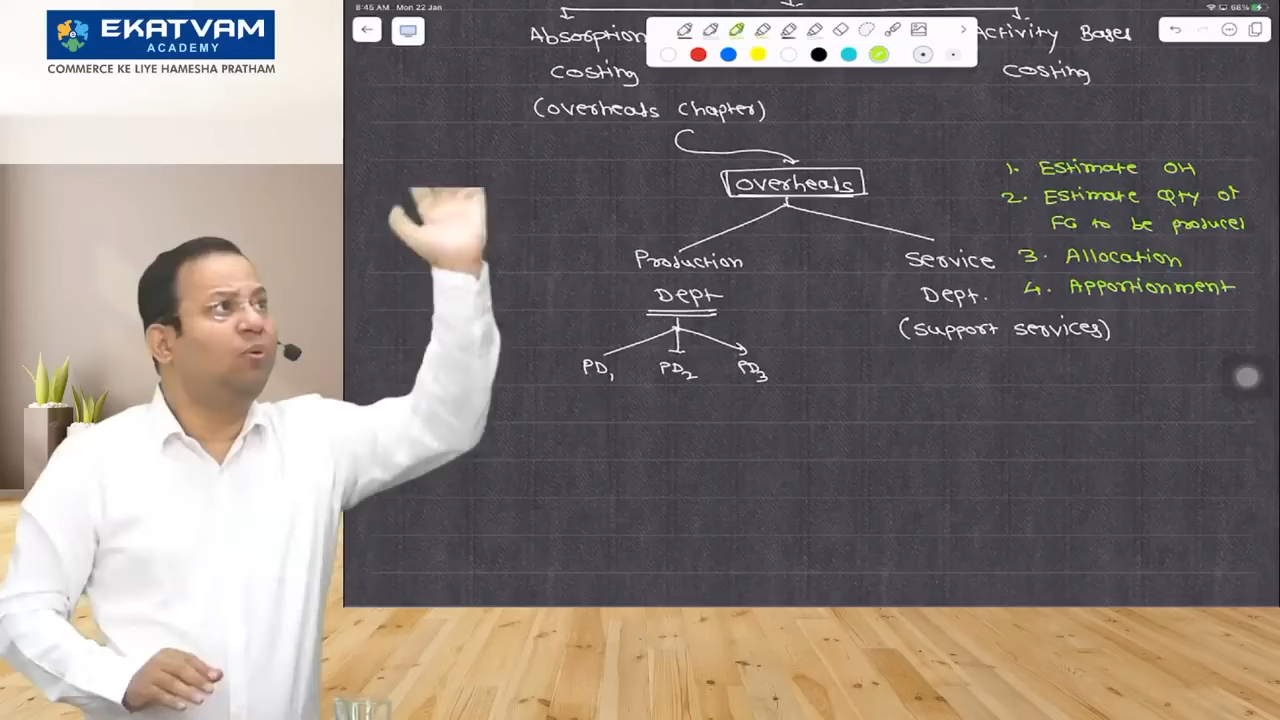 EKATVAM
ACADEMY
COMMERCE KE LIYE HAMESHA PRATHAM
8:45 AM Mon 22 Jan
68%
Absorption
Costing
(overheads chapter)
Activity Based
Costing
Overheads
Production
Dept
PD1 PD2 PD3
Service
Dept.
(support services)
1. Estimate OH
2. Estimate Qty of
FG to be produced
3. Allocation
4. Apportionment